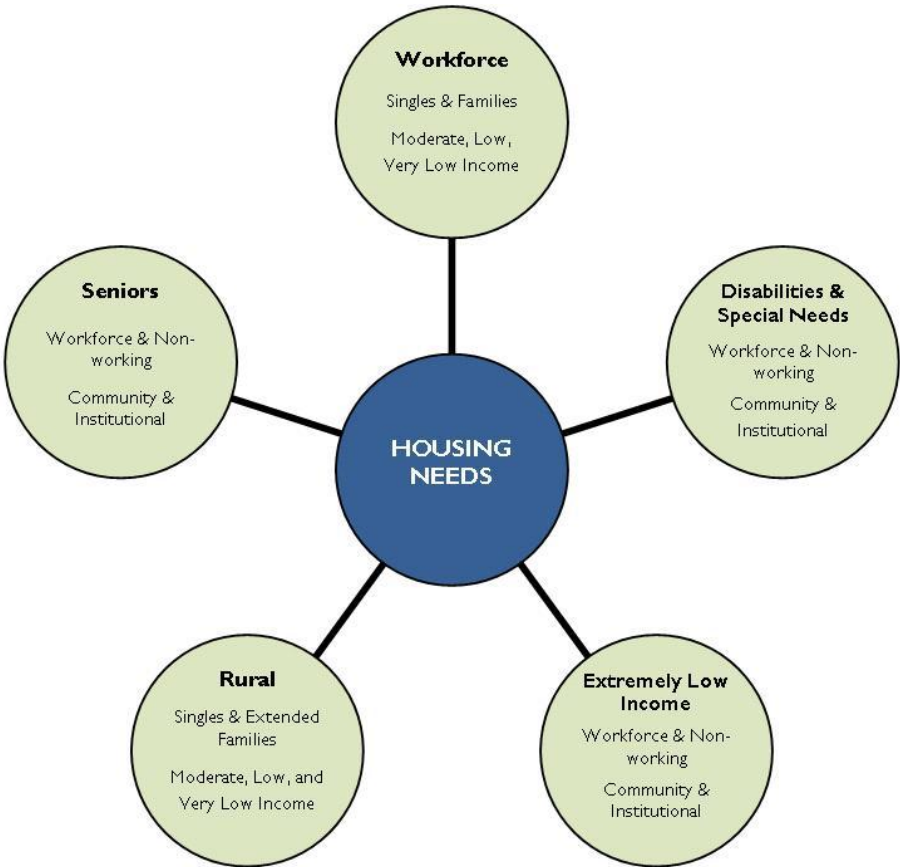 Workforce
Singles & Families
Moderate, Low,
Very Low Income
Seniors
Workforce & Non-
working
Community &
Institutional
Disabilities &
Special Needs
Workforce & Non-
working
Community &
Institutional
HOUSING
NEEDS
Rural
Singles & Extended
Families
Moderate, Low, and
Very Low Income
Extremely Low
Income
Workforce & Non-
working
Community &
Institutional